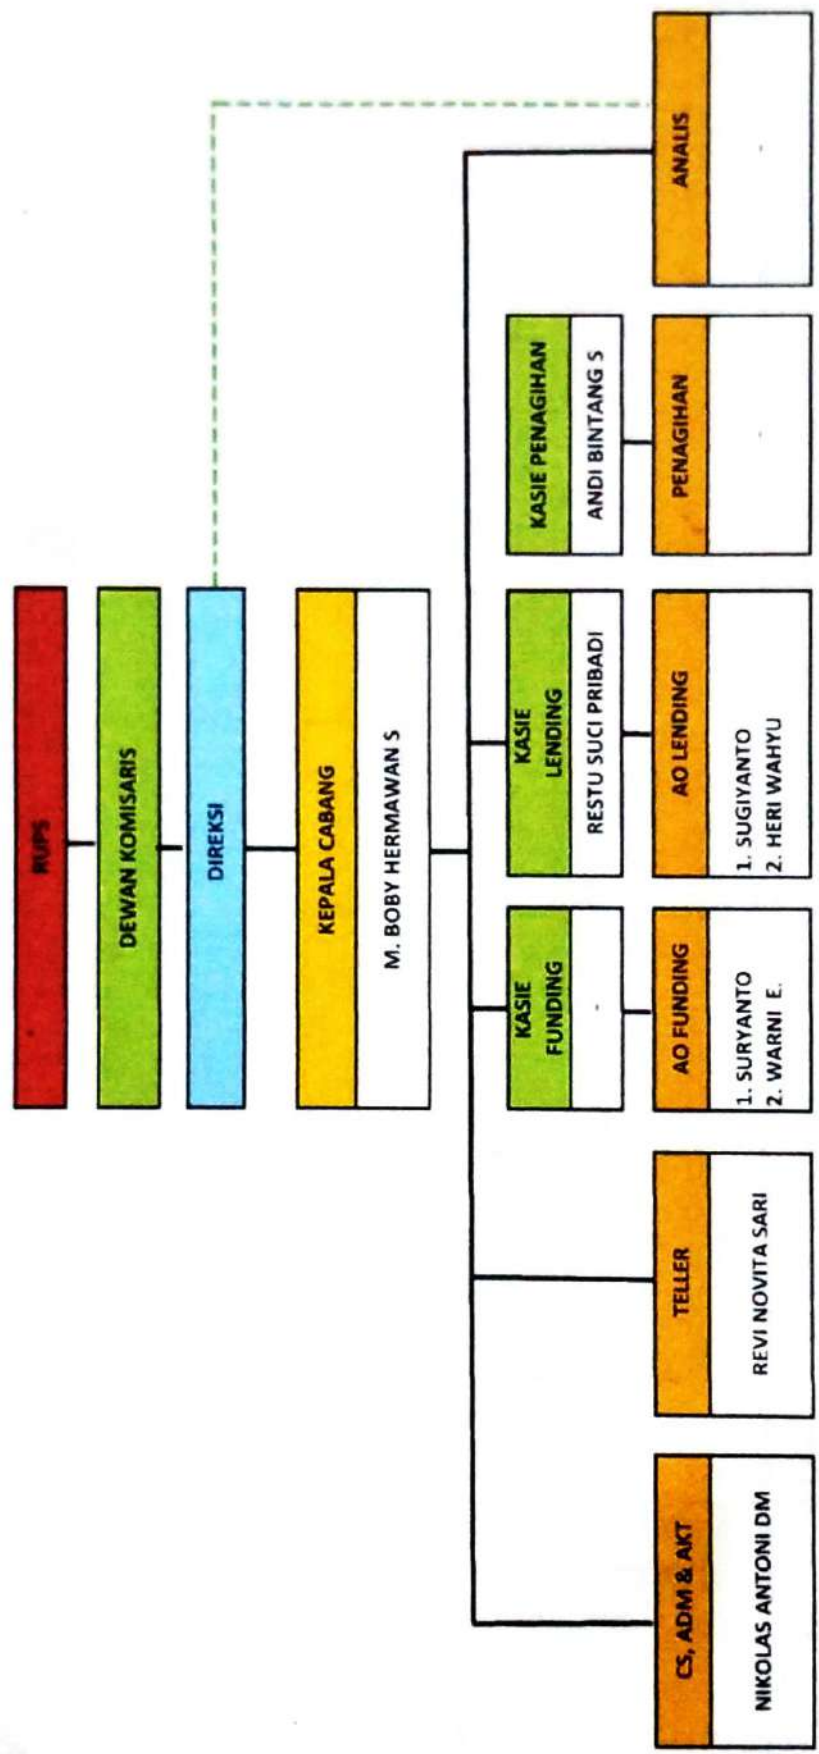 RUPS
DEWAN KOMISARIS
DIREKSI
KEPALA CABANG
M. BOBY HERMAWAN S
KASIE
FUNDING
-
KASIE
LENDING
RESTU SUCI PRIBADI
KASIE PENAGIHAN
ANDI BINTANG S
CS, ADM & AKT
NIKOLAS ANTONI DM
TELLER
REVI NOVITA SARI
AO FUNDING
1. SURYANTO
2. WARNI E.
AO LENDING
1. SUGIYANTO
2. HERI WAHYU
PENAGIHAN
-
ANALIS
-